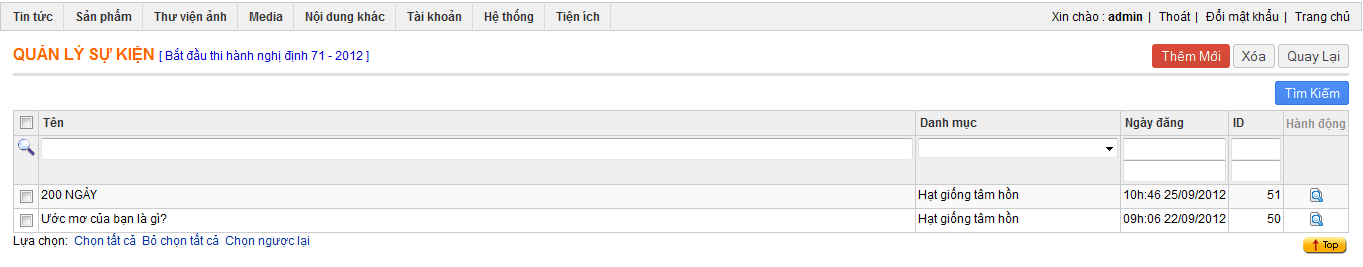 Tin tức Sản phẩm Thư viện ảnh Media Nội dung khác Tài khoản Hệ thống Tiện ích Xin chào : admin | Thoát | Đổi mật khẩu | Trang chủ
QUẢN LÝ SỰ KIỆN [ Bắt đầu thi hành nghị định 71 - 2012 ] Thêm Mới Xóa Quay Lại
Tìm Kiếm
Tên Danh mục Ngày đăng ID Hành động
200 NGÀY Hạt giống tâm hồn 10h:46 25/09/2012 51
Ước mơ của bạn là gì? Hạt giống tâm hồn 09h:06 22/09/2012 50
Lựa chọn: Chọn tất cả Bỏ chọn tất cả Chọn ngược lại Top